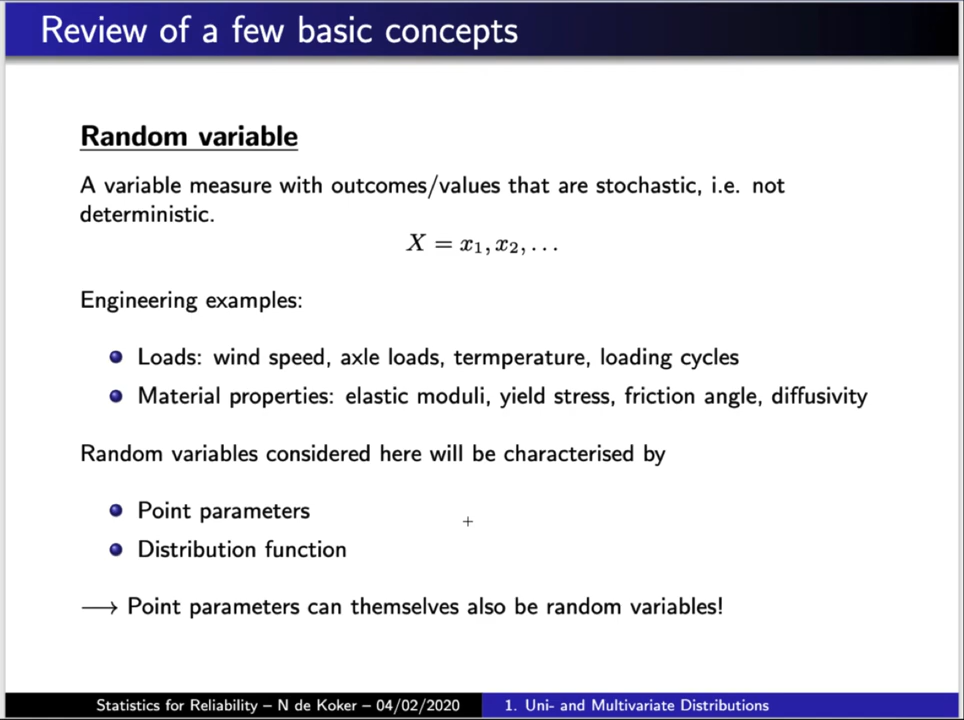 Review of a few basic concepts
Random variable
A variable measure with outcomes/values that are stochastic, i.e. not
deterministic.
X = x₁, x₂, . . .
Engineering examples:
Loads: wind speed, axle loads, termperature, loading cycles
Material properties: elastic moduli, yield stress, friction angle, diffusivity
Random variables considered here will be characterised by
Point parameters
Distribution function
⟶ Point parameters can themselves also be random variables!
Statistics for Reliability – N de Koker – 04/02/2020
1. Uni- and Multivariate Distributions